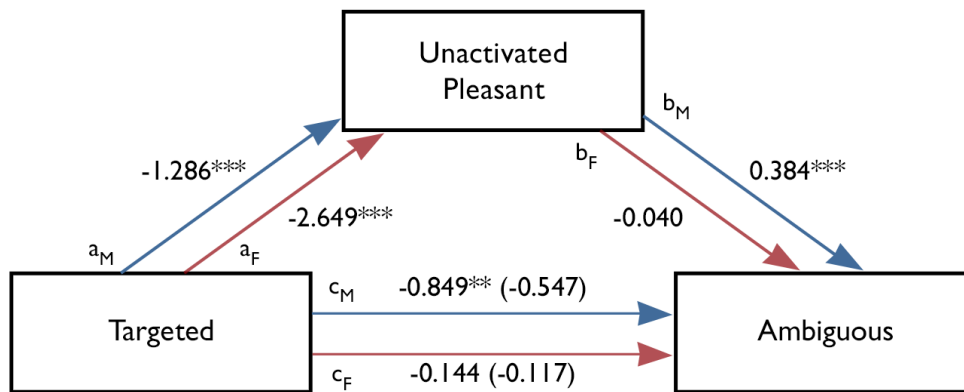 Unactivated
Pleasant
b_M
b_F
-1.286***
0.384***
-2.649***
-0.040
a_M
a_F
c_M -0.849** (-0.547)
Targeted
Ambiguous
c_F -0.144 (-0.117)